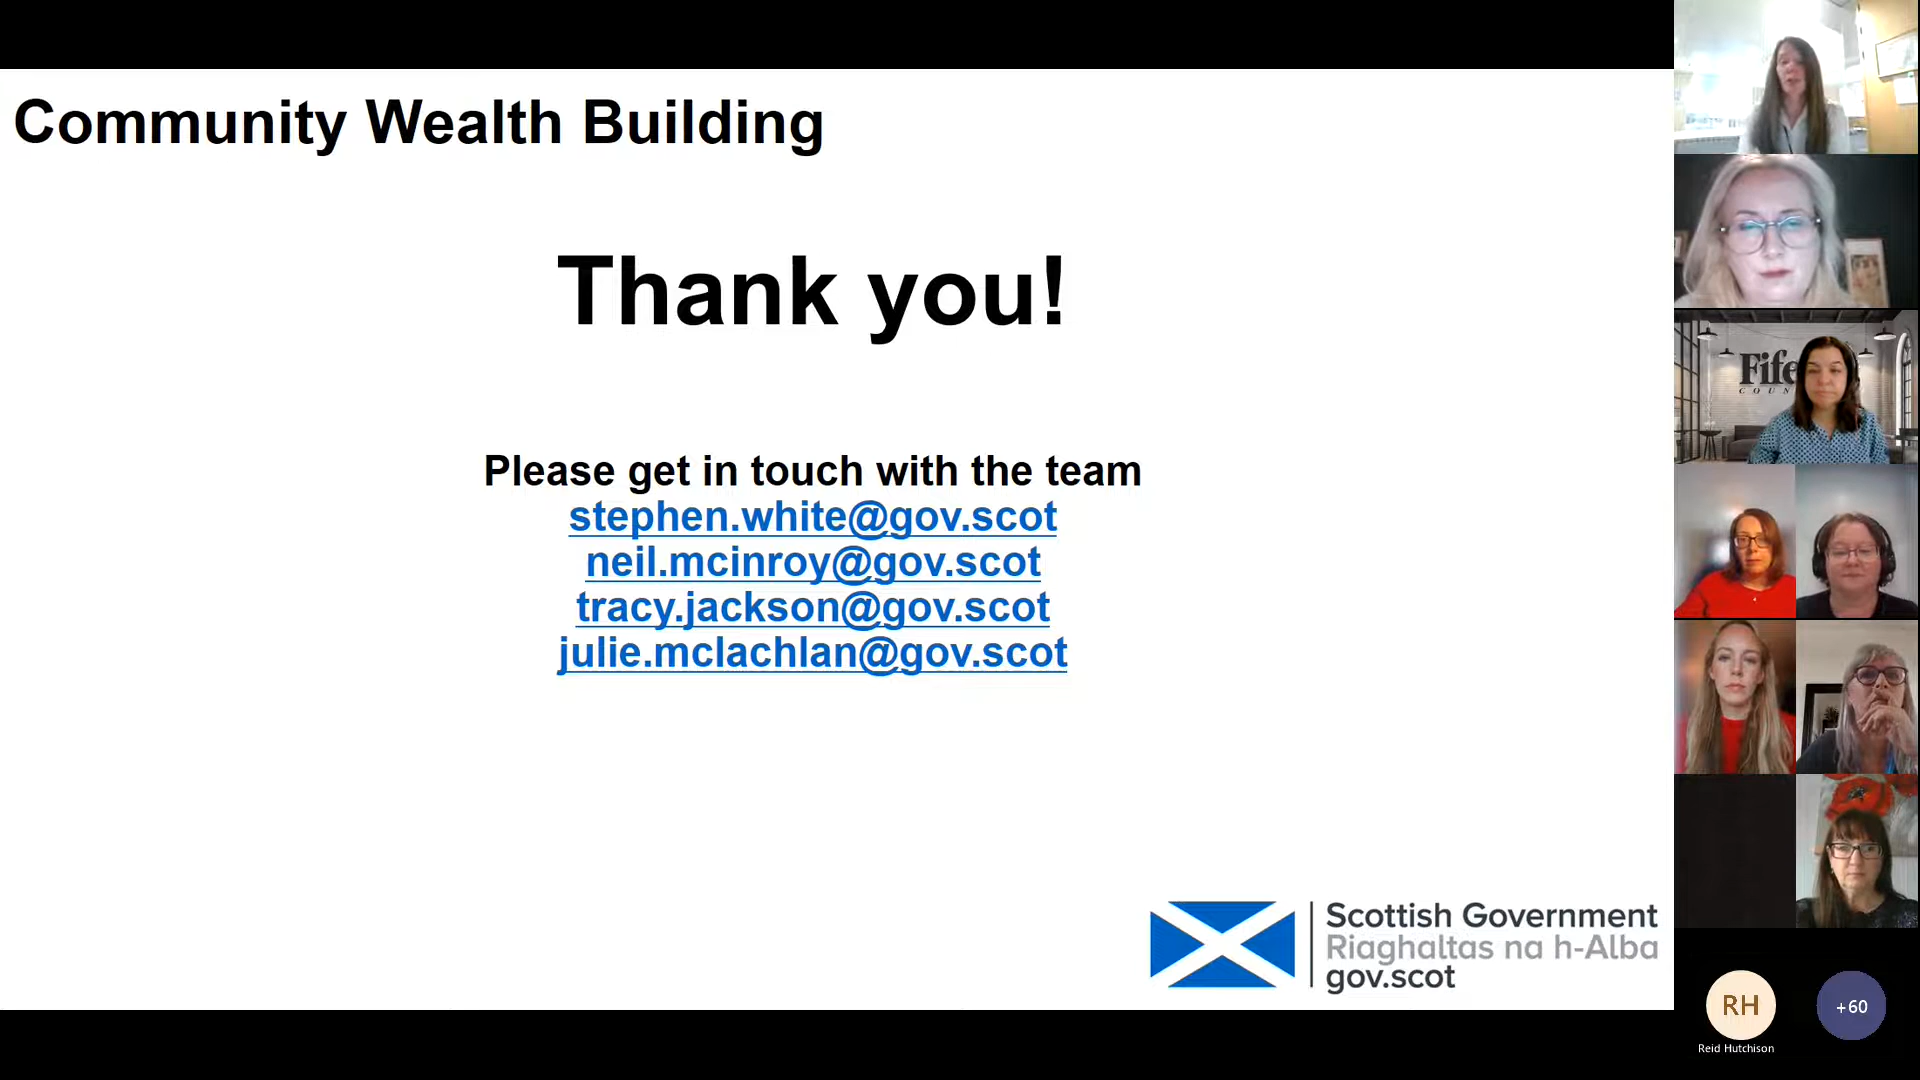 Community Wealth Building
Thank you!
Please get in touch with the team
stephen.white@gov.scot
neil.mcinroy@gov.scot
tracy.jackson@gov.scot
julie.mclachlan@gov.scot
Scottish Government
Riaghaltas na h-Alba
gov.scot
Fife
COUN
RH
Reid Hutchison
+60